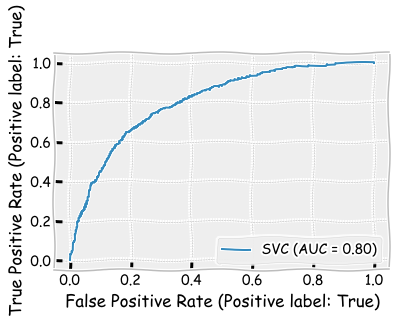 True Positive Rate (Positive label: True)
1.0
0.8
0.6
0.4
0.2
0.0
SVC (AUC = 0.80)
0.0 0.2 0.4 0.6 0.8 1.0
False Positive Rate (Positive label: True)